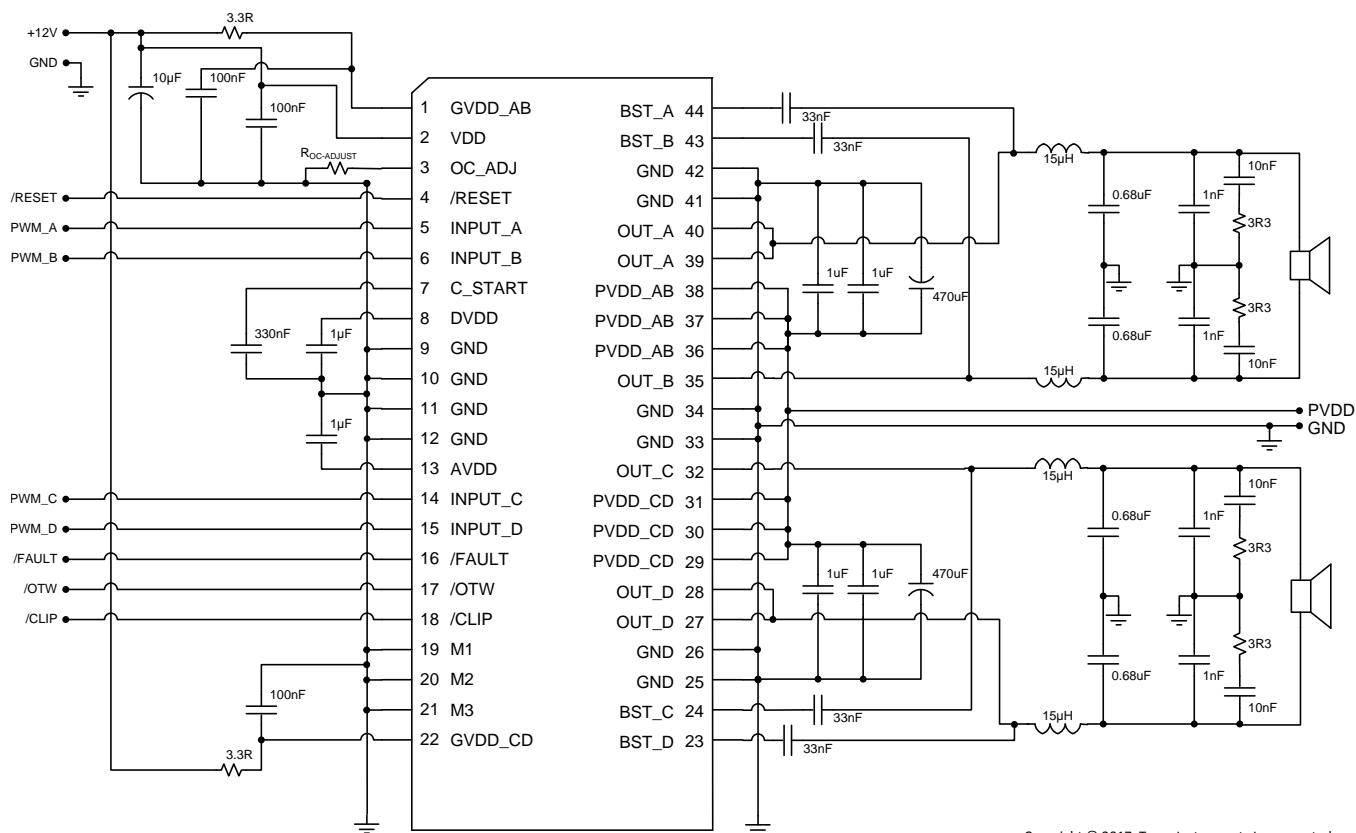 3.3R
+12V
GND
10µF
100nF
100nF
ROC-ADJUST
/RESET
PWM_A
PWM_B
330nF
1µF
1µF
PWM_C
PWM_D
/FAULT
/OTW
/CLIP
100nF
3.3R
1 GVDD_AB
2 VDD
3 OC_ADJ
4 /RESET
5 INPUT_A
6 INPUT_B
7 C_START
8 DVDD
9 GND
10 GND
11 GND
12 GND
13 AVDD
14 INPUT_C
15 INPUT_D
16 /FAULT
17 /OTW
18 /CLIP
19 M1
20 M2
21 M3
22 GVDD_CD
BST_A 44
BST_B 43
GND 42
GND 41
OUT_A 40
OUT_A 39
PVDD_AB 38
PVDD_AB 37
PVDD_AB 36
OUT_B 35
GND 34
GND 33
OUT_C 32
PVDD_CD 31
PVDD_CD 30
PVDD_CD 29
OUT_D 28
OUT_D 27
GND 26
GND 25
BST_C 24
BST_D 23
33nF
33nF
15µH
10nF
0.68uF
1nF
3R3
1uF
1uF
470uF
3R3
0.68uF
1nF
10nF
15µH
PVDD
GND
15µH
10nF
0.68uF
1nF
3R3
1uF
1uF
470uF
3R3
0.68uF
1nF
10nF
33nF
15µH
33nF